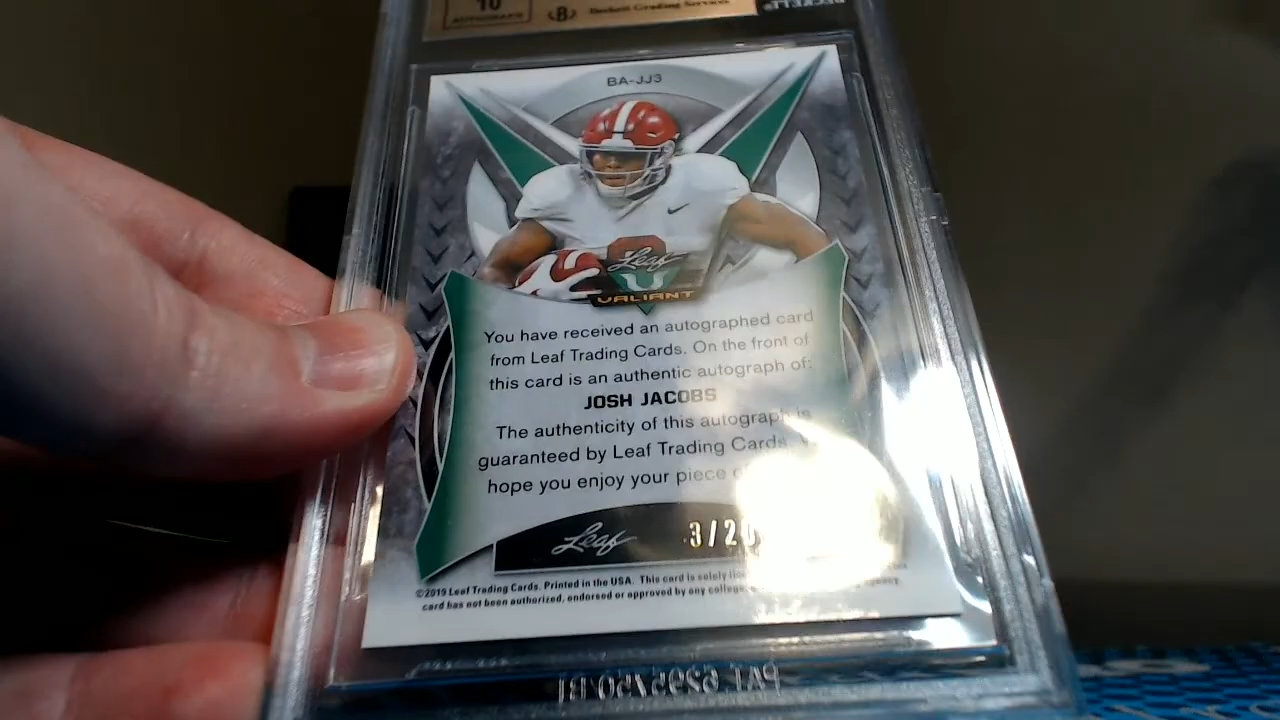 10
AUTOGRAPH
B Beckett Grading Services
BECKETT®
BA-JJ3
Leaf
VALIANT
You have received an autographed card
from Leaf Trading Cards. On the front of
this card is an authentic autograph of:
JOSH JACOBS
The authenticity of this autograph is
guaranteed by Leaf Trading Cards.
hope you enjoy your piece
Leaf
3/20
©2019 Leaf Trading Cards. Printed in the USA. This card is solely
card has not been authorized, endorsed or approved by any college,